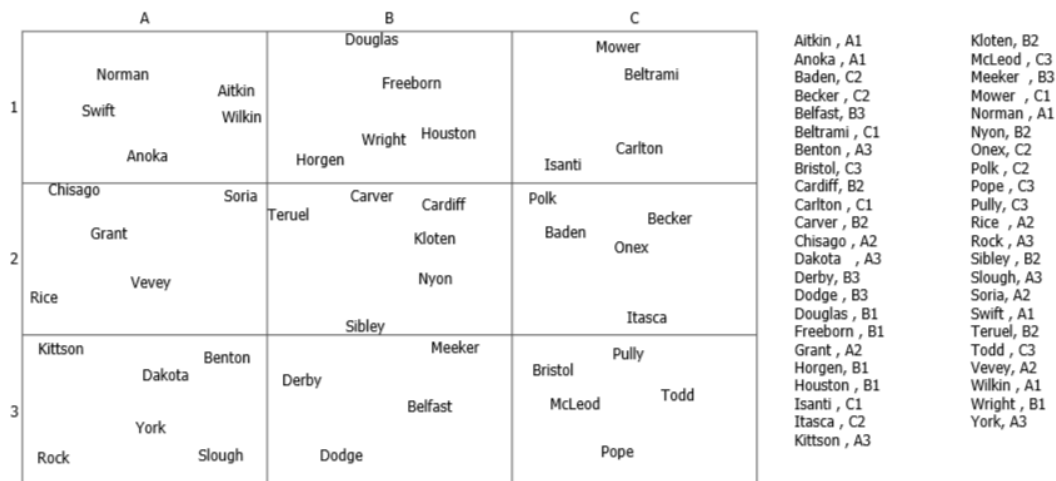 A B C
Douglas
Mower
Norman
Beltrami
Freeborn
Aitkin
1
Swift
Wilkin
Houston
Wright
Carlton
Anoka
Horgen
Isanti
Chisago
Soria
Carver
Polk
Cardiff
Teruel
Becker
Grant
Baden
Kloten
Onex
2
Nyon
Vevey
Rice
Itasca
Sibley
Kittson
Meeker
Pully
Benton
Bristol
Dakota
Derby
Todd
McLeod
Belfast
3
York
Pope
Rock
Slough
Dodge
Aitkin , A1
Anoka , A1
Baden, C2
Becker , C2
Belfast, B3
Beltrami , C1
Benton , A3
Bristol, C3
Cardiff, B2
Carlton , C1
Carver , B2
Chisago , A2
Dakota , A3
Derby, B3
Dodge , B3
Douglas , B1
Freeborn , B1
Grant , A2
Horgen, B1
Houston , B1
Isanti , C1
Itasca , C2
Kittson , A3
Kloten, B2
McLeod , C3
Meeker , B3
Mower , C1
Norman , A1
Nyon, B2
Onex, C2
Polk , C2
Pope , C3
Pully, C3
Rice , A2
Rock , A3
Sibley , B2
Slough, A3
Soria, A2
Swift , A1
Teruel, B2
Todd , C3
Vevey, A2
Wilkin , A1
Wright , B1
York, A3